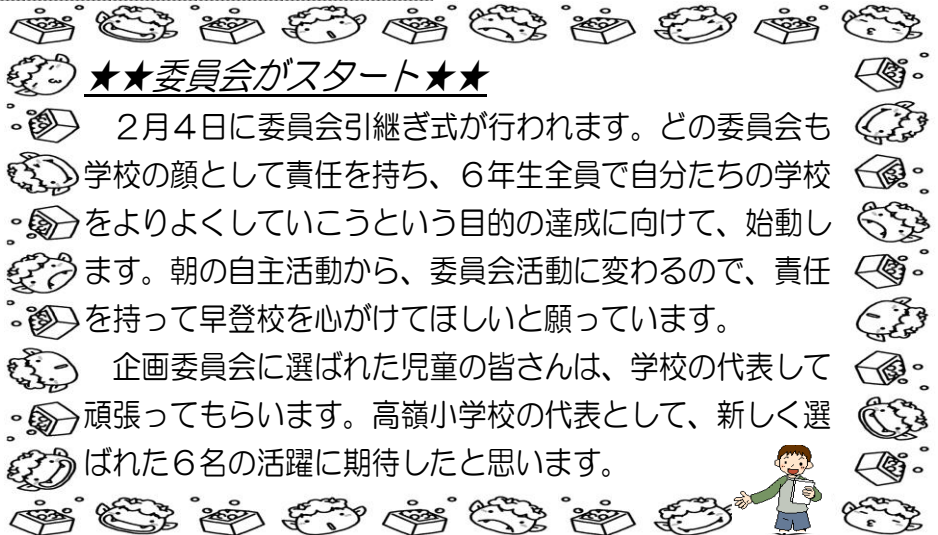 ★★委員会がスタート★★
２月４日に委員会引継ぎ式が行われます。どの委員会も
学校の顔として責任を持ち、６年生全員で自分たちの学校
をよりよくしていこうという目的の達成に向けて、始動し
ます。朝の自主活動から、委員会活動に変わるので、責任
を持って早登校を心がけてほしいと願っています。
企画委員会に選ばれた児童の皆さんは、学校の代表して
頑張ってもらいます。高嶺小学校の代表として、新しく選
ばれた６名の活躍に期待したと思います。